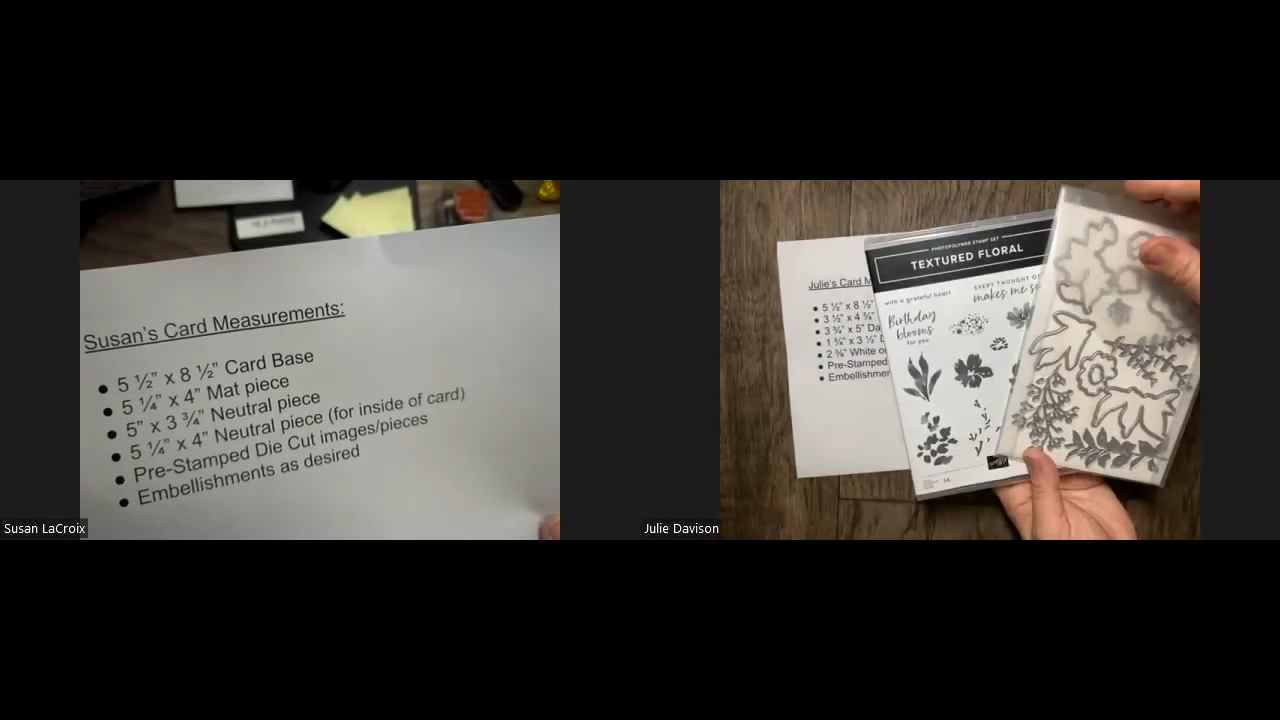 Susan's Card Measurements:
● 5 ½" x 8 ½" Card Base
● 5 ¼" x 4" Mat piece
● 5" x 3 ¾" Neutral piece
● 5 ¼" x 4" Neutral piece (for inside of card)
● Pre-Stamped Die Cut images/pieces
● Embellishments as desired
Susan LaCroix
Julie's Card
● 5 ½" x 8 ½"
● 3 ½" x 4 ¾"
● 3 ¾" x 5"
● 1 ¾" x 3 ½"
● 2 ⅜" White
● Pre-Stamped
●
PHOTOPOLYMER STAMP SET
TEXTURED FLORAL
with a grateful heart
EVERY THOUGHT
makes me
Birthday
blooms
for you
14
Julie Davison